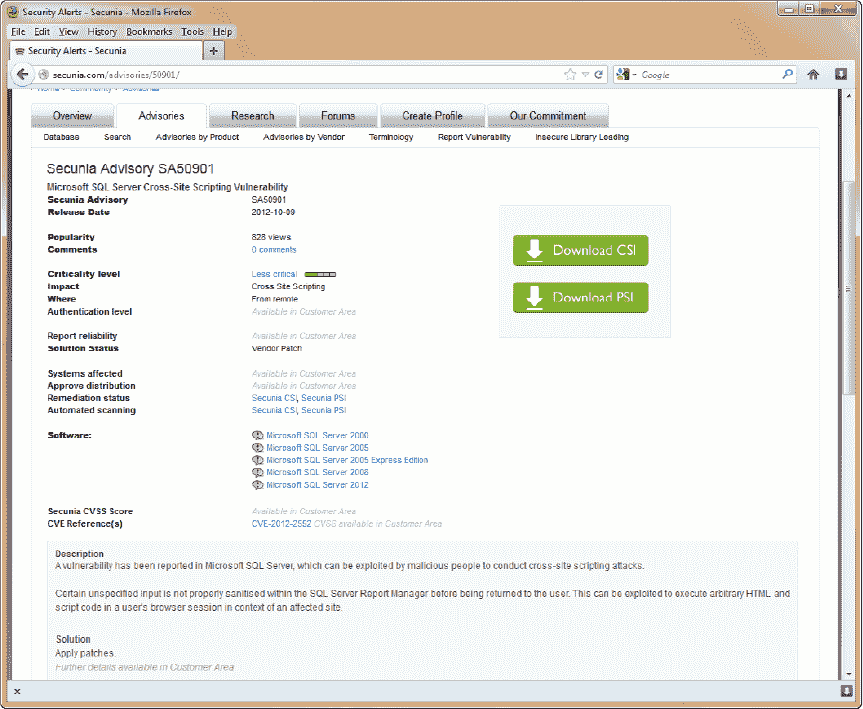 Security Alerts - Secunia - Mozilla Firefox
File Edit View History Bookmarks Tools Help
Security Alerts - Secunia
secunia.com/advisories/50901/
Google
Home Community Advisories
Overview Advisories Research Forums Create Profile Our Commitment
Database Search Advisories by Product Advisories by Vendor Terminology Report Vulnerability Insecure Library Loading
Secunia Advisory SA50901
Microsoft SQL Server Cross-Site Scripting Vulnerability
Secunia Advisory SA50901
Release Date 2012-10-09
Popularity 828 views
Comments 0 comments
Download CSI
Criticality level Less critical
Impact Cross Site Scripting
Where From remote
Download PSI
Authentication level Available in Customer Area
Report reliability Available in Customer Area
Solution Status Vendor Patch
Systems affected Available in Customer Area
Approve distribution Available in Customer Area
Remediation status Secunia CSI, Secunia PSI
Automated scanning Secunia CSI, Secunia PSI
Software: Microsoft SQL Server 2000
Microsoft SQL Server 2005
Microsoft SQL Server 2005 Express Edition
Microsoft SQL Server 2008
Microsoft SQL Server 2012
Secunia CVSS Score Available in Customer Area
CVE Reference(s) CVE-2012-2552 CVSS available in Customer Area
Description
A vulnerability has been reported in Microsoft SQL Server, which can be exploited by malicious people to conduct cross-site scripting attacks.
Certain unspecified input is not properly sanitised within the SQL Server Report Manager before being returned to the user. This can be exploited to execute arbitrary HTML and
script code in a user's browser session in context of an affected site.
Solution
Apply patches.
Further details available in Customer Area